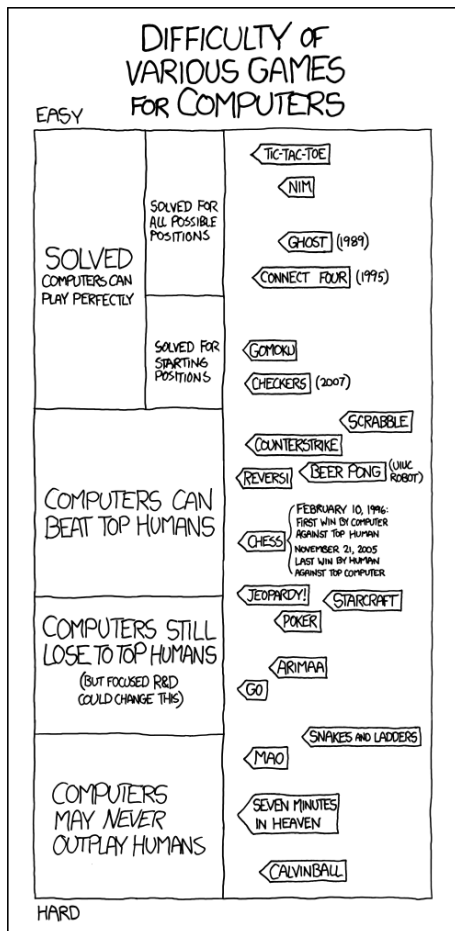 DIFFICULTY OF
VARIOUS GAMES
FOR COMPUTERS
EASY
SOLVED
COMPUTERS CAN
PLAY PERFECTLY
SOLVED FOR
ALL POSSIBLE
POSITIONS
TIC-TAC-TOE
NIM
GHOST (1989)
CONNECT FOUR (1995)
SOLVED FOR
STARTING
POSITIONS
GOMOKU
CHECKERS (2007)
COMPUTERS CAN
BEAT TOP HUMANS
SCRABBLE
COUNTERSTRIKE
REVERSI
BEER PONG (UIUC
ROBOT)
CHESS
FEBRUARY 10, 1996:
FIRST WIN BY COMPUTER
AGAINST TOP HUMAN
NOVEMBER 21, 2005
LAST WIN BY HUMAN
AGAINST TOP COMPUTER
COMPUTERS STILL
LOSE TO TOP HUMANS
(BUT FOCUSED R&D
COULD CHANGE THIS)
JEOPARDY!
STARCRAFT
POKER
ARIMAA
GO
COMPUTERS
MAY NEVER
OUTPLAY HUMANS
SNAKES AND LADDERS
MAO
SEVEN MINUTES
IN HEAVEN
CALVINBALL
HARD